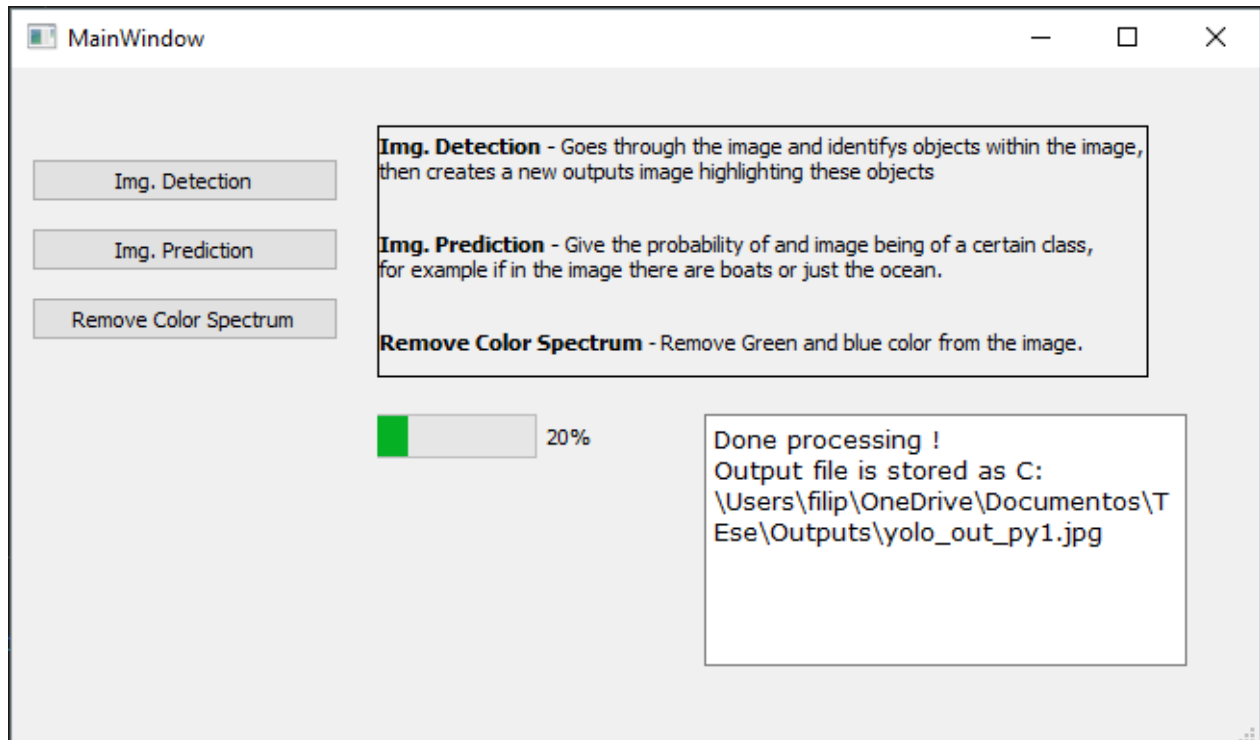 MainWindow
Img. Detection
Img. Prediction
Remove Color Spectrum
Img. Detection - Goes through the image and identifys objects within the image,
then creates a new outputs image highlighting these objects
Img. Prediction - Give the probability of and image being of a certain class,
for example if in the image there are boats or just the ocean.
Remove Color Spectrum - Remove Green and blue color from the image.
20%
Done processing !
Output file is stored as C:
\Users\filip\OneDrive\Documentos\T
Ese\Outputs\yolo_out_py1.jpg